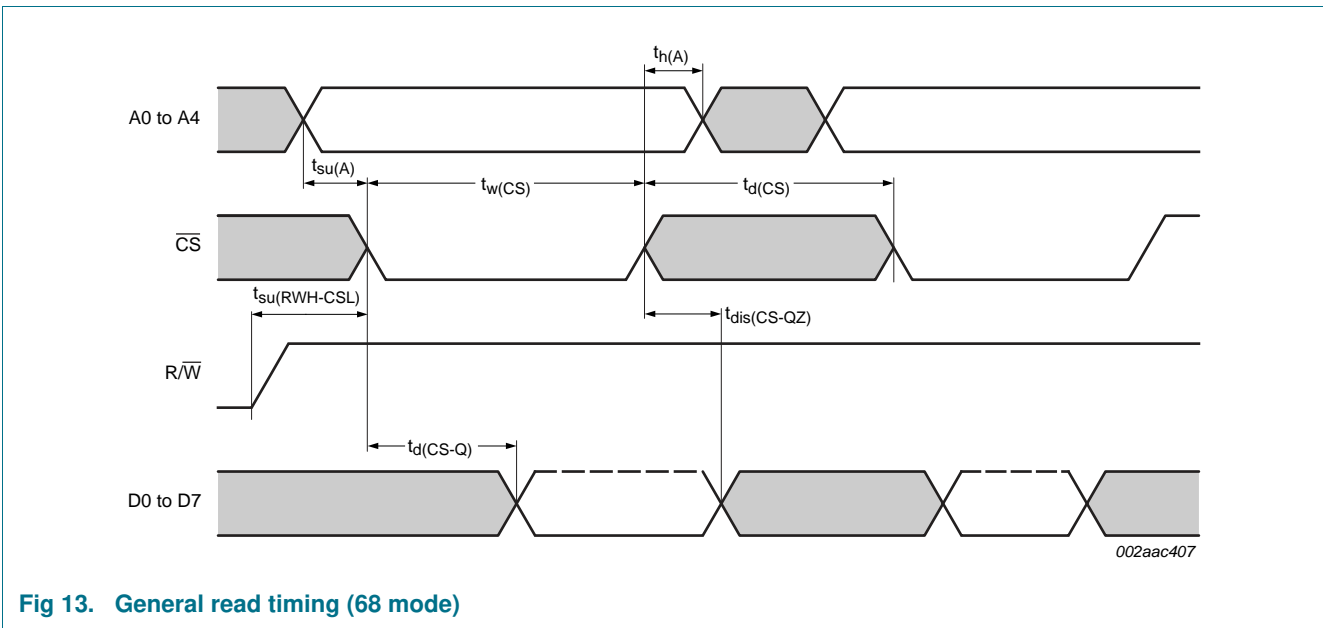 th(A)
A0 to A4
tsu(A)
tw(CS)
td(CS)
C̅S̅
tsu(RWH-CSL)
tdis(CS-QZ)
R/W̅
td(CS-Q)
D0 to D7
002aac407
Fig 13. General read timing (68 mode)